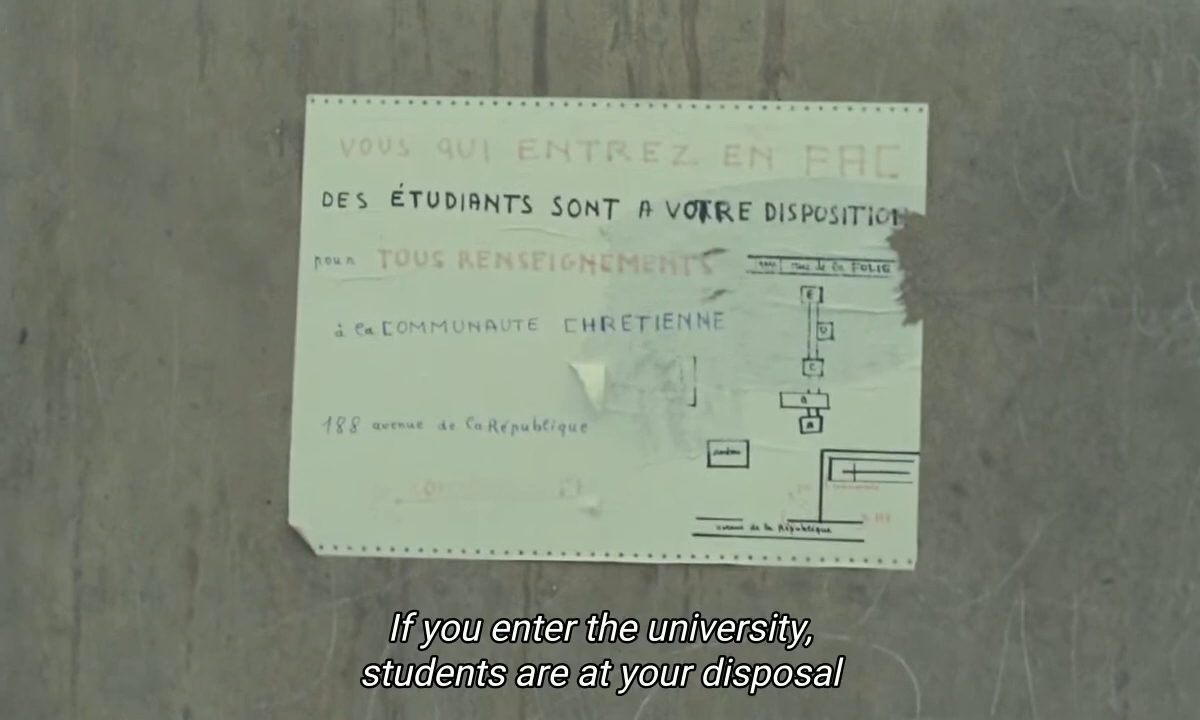 VOUS QUI ENTREZ EN FAC
DES ÉTUDIANTS SONT A VOTRE DISPOSITION
pour TOUS RENSEIGNEMENTS
rue de la FOLIE
E
D
à la COMMUNAUTE CHRETIENNE
C
B
A
188 avenue de la République
avenue de la République
If you enter the university,
students are at your disposal